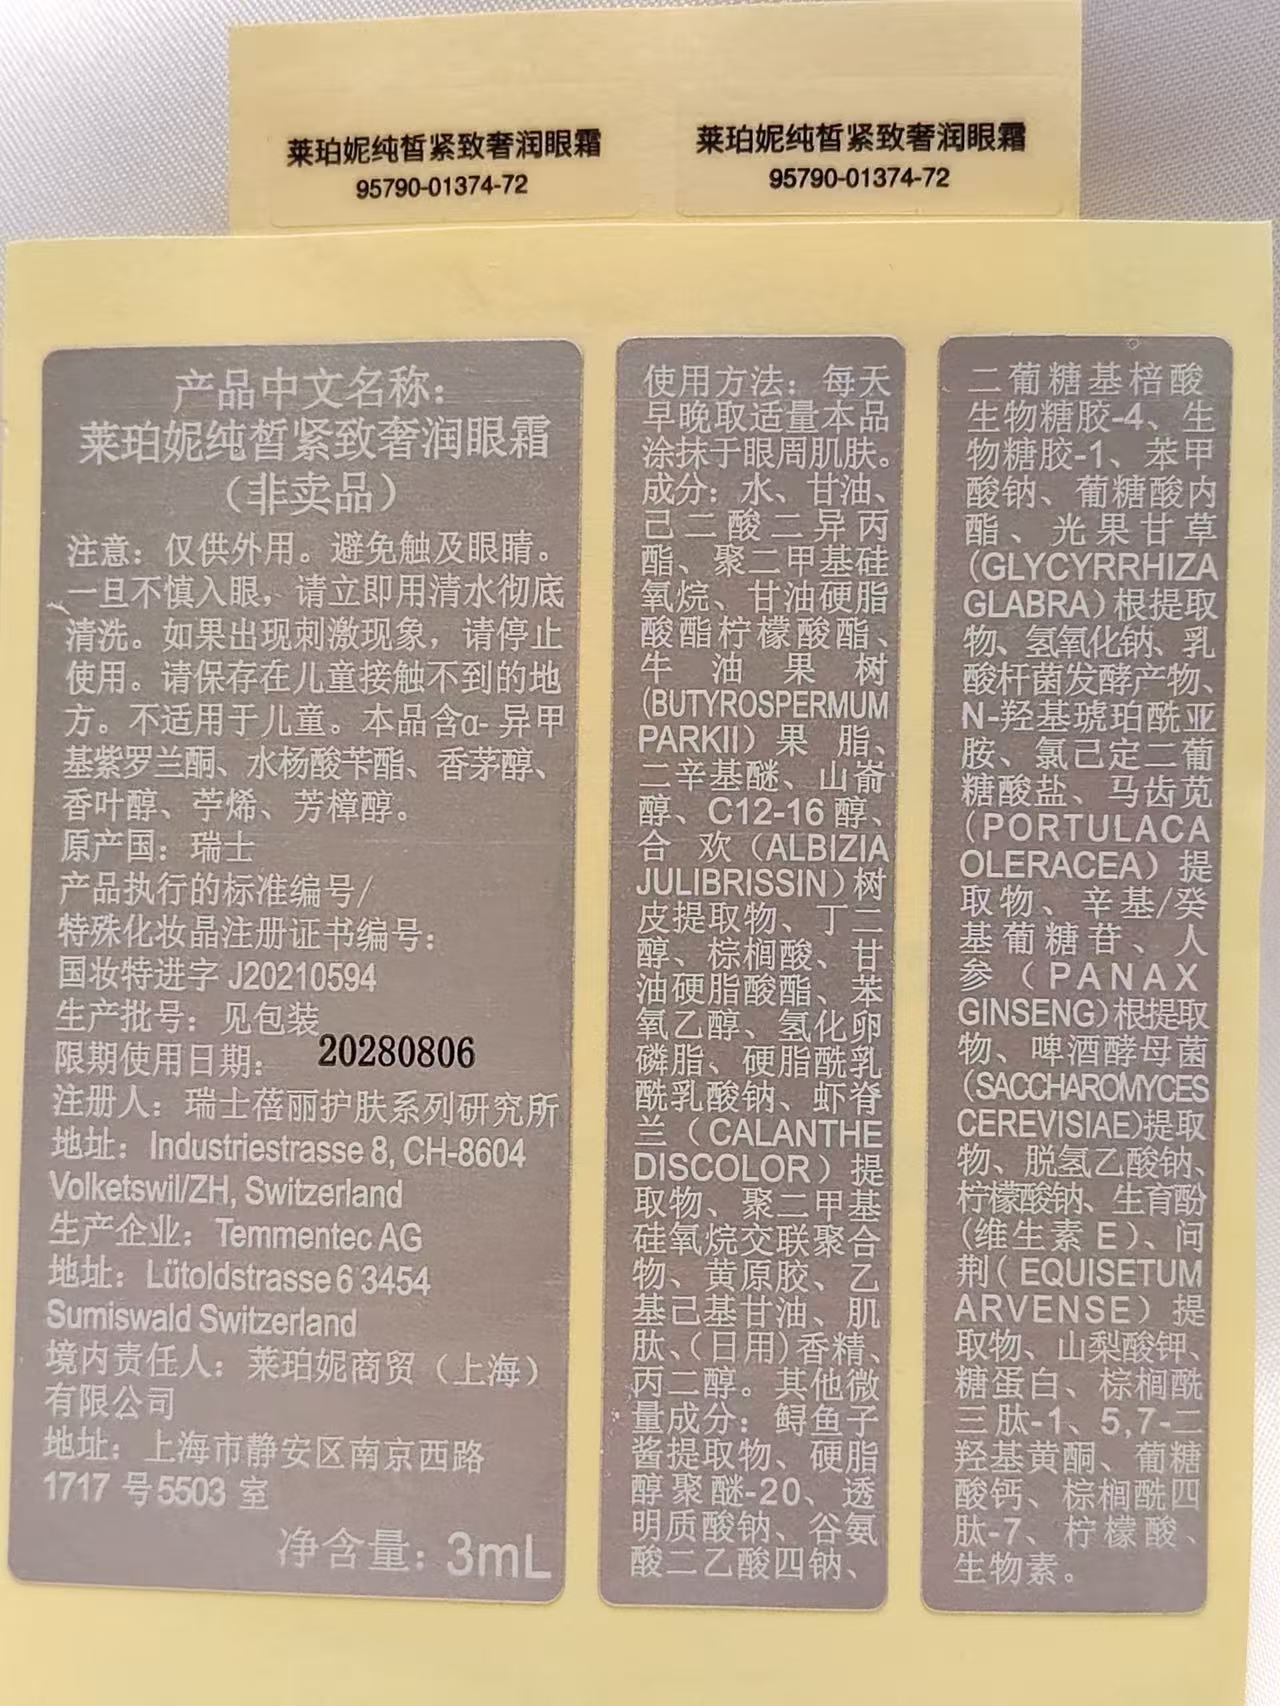 莱珀妮纯皙紧致奢润眼霜
95790-01374-72
莱珀妮纯皙紧致奢润眼霜
95790-01374-72
产品中文名称：
莱珀妮纯皙紧致奢润眼霜
（非卖品）
注意：仅供外用。避免触及眼睛。
一旦不慎入眼，请立即用清水彻底
清洗。如果出现刺激现象，请停止
使用。请保存在儿童接触不到的地
方。不适用于儿童。本品含α- 异甲
基紫罗兰酮、水杨酸苄酯、香茅醇、
香叶醇、苧烯、芳樟醇。
原产国：瑞士
产品执行的标准编号/
特殊化妆品注册证书编号：
国妆特进字 J20210594
生产批号：见包装
限期使用日期： 20280806
注册人：瑞士蓓丽护肤系列研究所
地址：Industriestrasse 8, CH-8604
Volketswil/ZH, Switzerland
生产企业：Temmentec AG
地址：Lütoldstrasse 6 3454
Sumiswald Switzerland
境内责任人：莱珀妮商贸（上海）
有限公司
地址：上海市静安区南京西路
1717 号 5503 室
净含量：3mL
使用方法：每天
早晚取适量本品
涂抹于眼周肌肤。
成分：水、甘油、
己二酸二异丙
酯、聚二甲基硅
氧烷、甘油硬脂
酸酯柠檬酸酯、
牛油果树
(BUTYROSPERMUM
PARKII）果脂、
二辛基醚、山嵛
醇、C12-16 醇、
合欢（ALBIZIA
JULIBRISSIN）树
皮提取物、丁二
醇、棕榈酸、甘
油硬脂酸酯、苯
氧乙醇、氢化卵
磷脂、硬脂酰乳
酰乳酸钠、虾脊
兰（CALANTHE
DISCOLOR）提
取物、聚二甲基
硅氧烷交联聚合
物、黄原胶、乙
基己基甘油、肌
肽、（日用）香精、
丙二醇。其他微
量成分：鲟鱼子
酱提取物、硬脂
醇聚醚-20、透
明质酸钠、谷氨
酸二乙酸四钠、
二葡糖基棓酸
生物糖胶-4、生
物糖胶-1、苯甲
酸钠、葡糖酸内
酯、光果甘草
（GLYCYRRHIZA
GLABRA）根提取
物、氢氧化钠、乳
酸杆菌发酵产物、
N-羟基琥珀酰亚
胺、氯己定二葡
糖酸盐、马齿苋
（PORTULACA
OLERACEA）提
取物、辛基/癸
基葡糖苷、人
参（PANAX
GINSENG）根提取
物、啤酒酵母菌
（SACCHAROMYCES
CEREVISIAE)提取
物、脱氢乙酸钠、
柠檬酸钠、生育酚
(维生素 E）、问
荆（EQUISETUM
ARVENSE）提
取物、山梨酸钾、
糖蛋白、棕榈酰
三肽-1、5,7-二
羟基黄酮、葡糖
酸钙、棕榈酰四
肽-7、柠檬酸、
生物素。